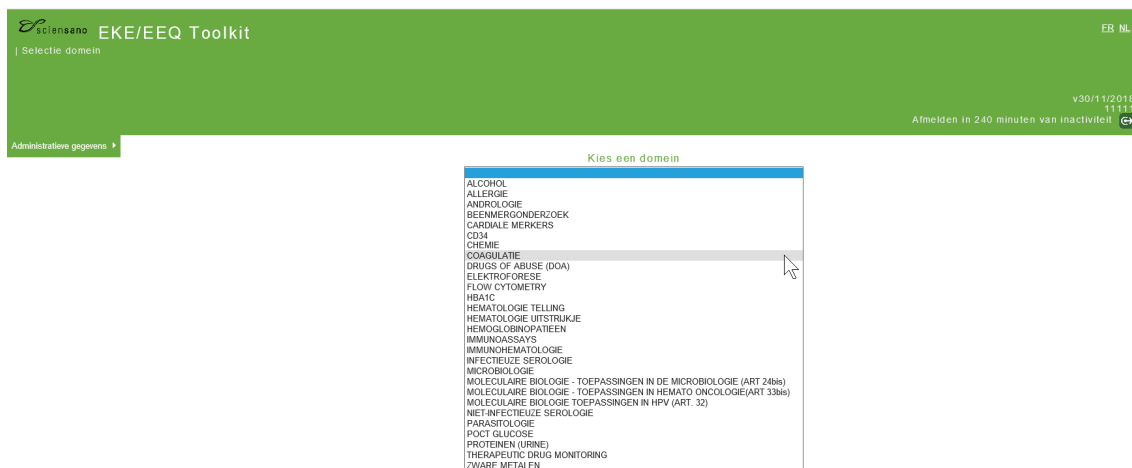 sciensano EKE/EEQ Toolkit
FR NL
| Selectie domein
v30/11/2018
11111
Afmelden in 240 minuten van inactiviteit
Administratieve gegevens
Kies een domein
ALCOHOL
ALLERGIE
ANDROLOGIE
BEENMERGONDERZOEK
CARDIALE MERKERS
CD34
CHEMIE
COAGULATIE
DRUGS OF ABUSE (DOA)
ELEKTROFORESE
FLOW CYTOMETRY
HBA1C
HEMATOLOGIE TELLING
HEMATOLOGIE UITSTRIJKJE
HEMOGLOBINOPATIEEN
IMMUNOASSAYS
IMMUNOHEMATOLOGIE
INFECTIEUZE SEROLOGIE
MICROBIOLOGIE
MOLECULAIRE BIOLOGIE - TOEPASSINGEN IN DE MICROBIOLOGIE (ART 24bis)
MOLECULAIRE BIOLOGIE - TOEPASSINGEN IN HEMATO ONCOLOGIE(ART 33bis)
MOLECULAIRE BIOLOGIE TOEPASSINGEN IN HPV (ART. 32)
NIET-INFECTIEUZE SEROLOGIE
PARASITOLOGIE
POCT GLUCOSE
PROTEINEN (URINE)
THERAPEUTIC DRUG MONITORING
ZWARE METALEN